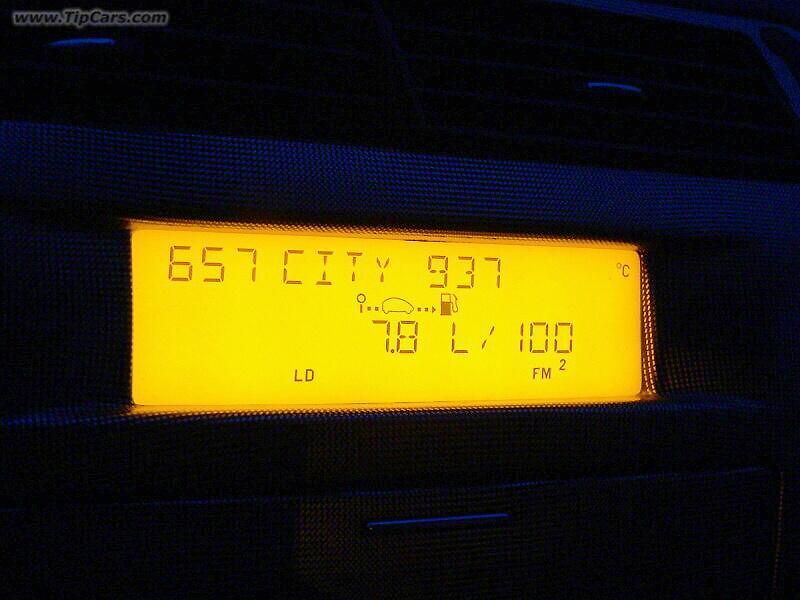 www.TipCars.com
657 CITY 937
°C
7.8 L/100
LD FM 2